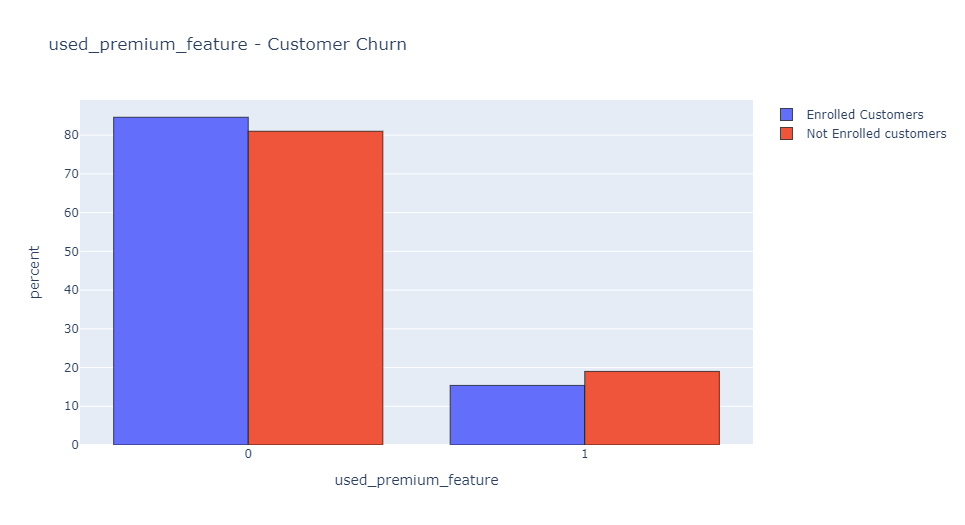 used_premium_feature - Customer Churn
Enrolled Customers
Not Enrolled customers
percent
80
70
60
50
40
30
20
10
0
0
1
used_premium_feature